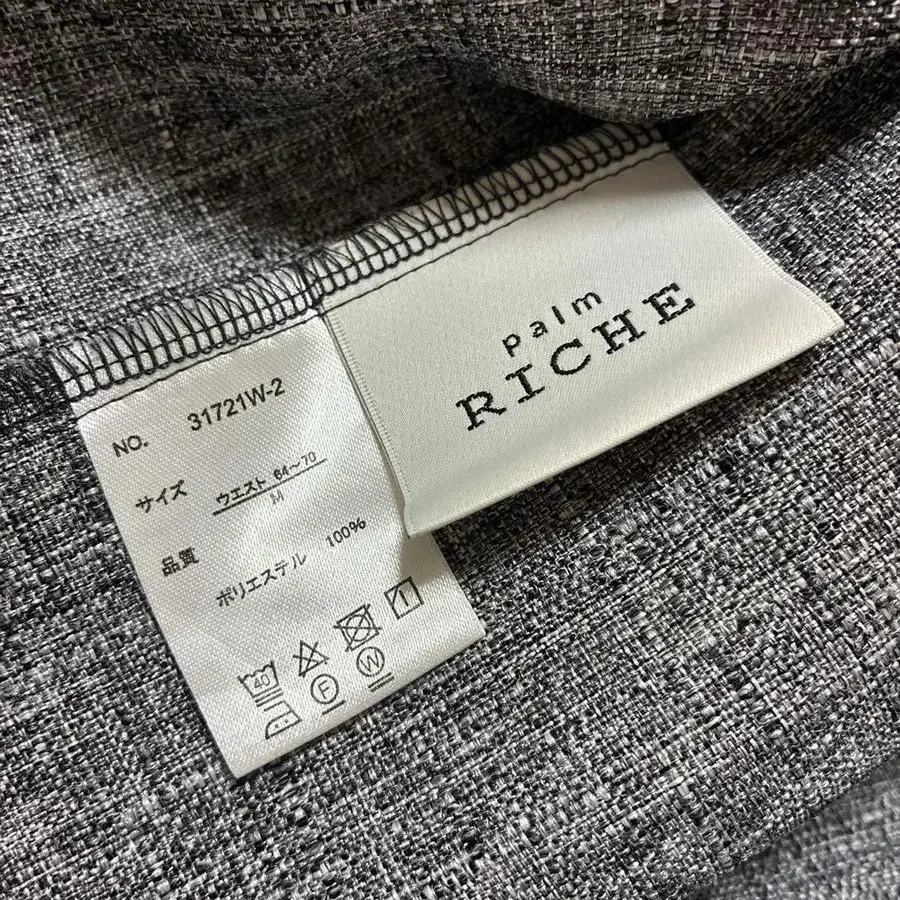 palm
RICHE
NO. 31721W-2
サイズ ウエスト 64～70
M
品質
ポリエステル 100%
40
F W